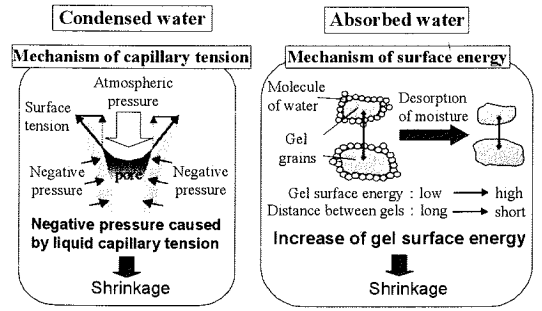 Condensed water
Mechanism of capillary tension
Atmospheric
pressure
Surface
tension
pore
Negative
pressure
Negative
pressure
Negative pressure caused
by liquid capillary tension
Shrinkage
Absorbed water
Mechanism of surface energy
Molecule
of water
Gel
grains
Desorption
of moisture
Gel surface energy : low → high
Distance between gels : long → short
Increase of gel surface energy
Shrinkage